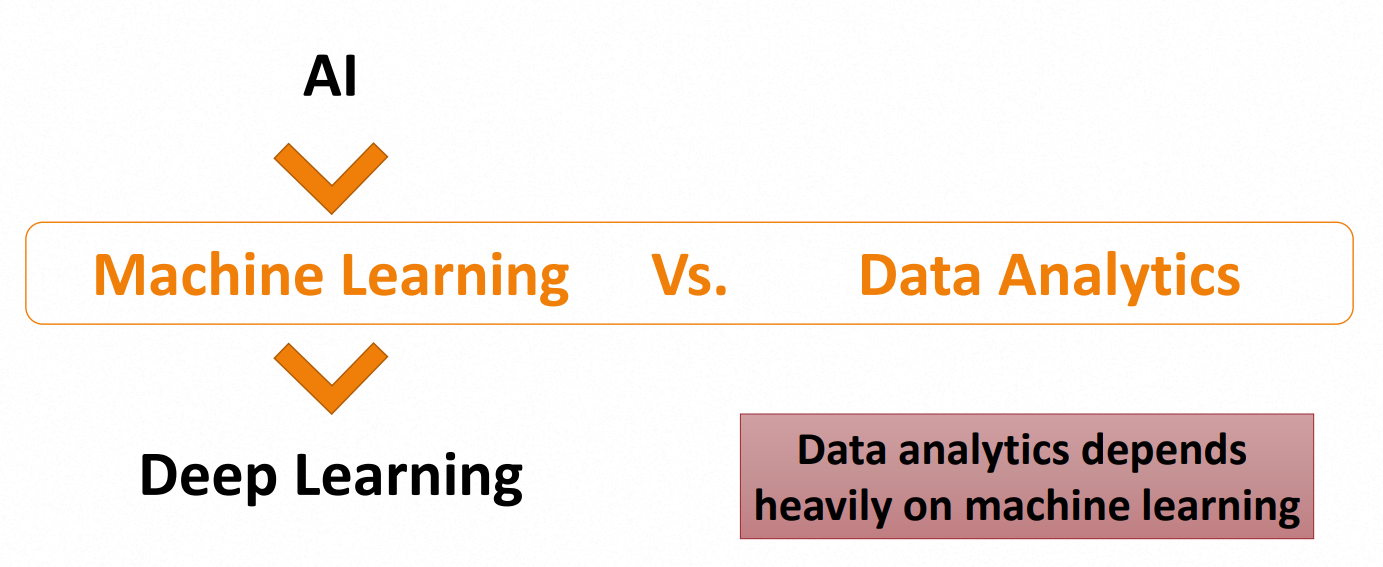 AI
Machine Learning Vs. Data Analytics
Deep Learning
Data analytics depends
heavily on machine learning